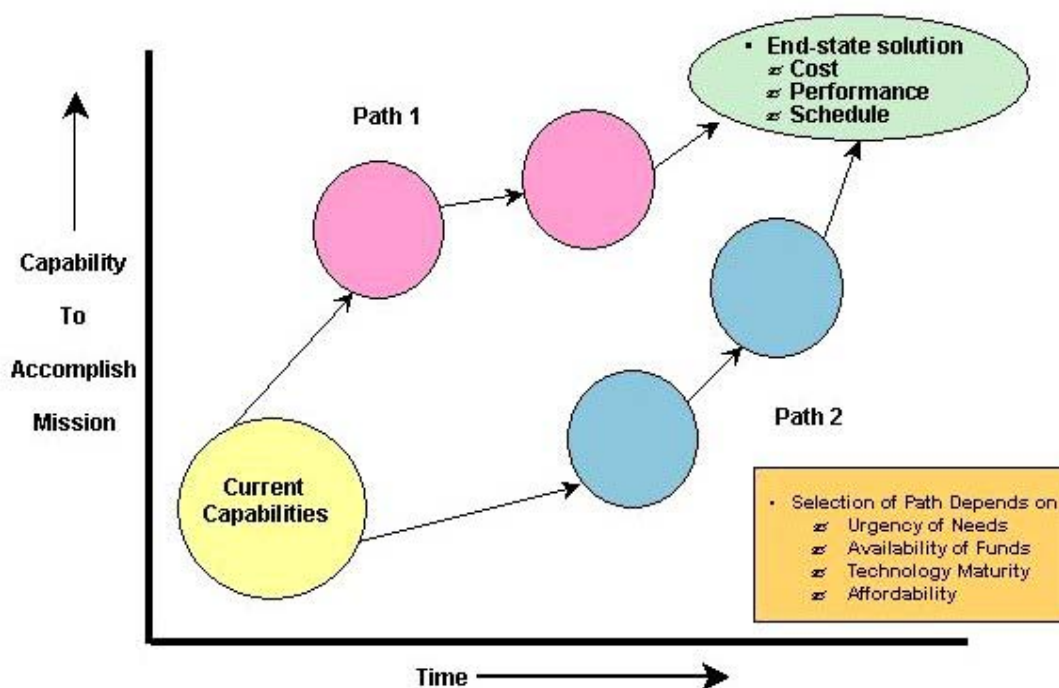 • End-state solution
Cost
Performance
Schedule
Path 1
Capability
To
Accomplish
Mission
Path 2
Current
Capabilities
• Selection of Path Depends on
Urgency of Needs
Availability of Funds
Technology Maturity
Affordability
Time